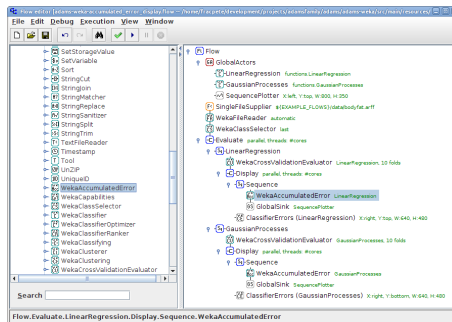 Flow editor [adams-weka-accumulated_error_display.flow -- /home/fracpete/development/projects/adams/andy/adams/adams-weka/src/main/resources/
File Edit Debug Execution View Window
SetStorageValue
SetVariable
Sort
StringCut
StringJoin
StringMatcher
StringReplace
StringSanitizer
StringSplit
StringTrim
TextFileReader
Timestamp
Tool
UnZIP
UniqueID
WekaAccumulatedError
WekaCapabilities
WekaClassSelector
WekaClassifier
WekaClassifierOptimizer
WekaClassifierRanker
WekaClassifying
WekaClusterer
WekaClustering
WekaCrossValidationEvaluator
Search
Flow
GlobalActors
LinearRegression functions.LinearRegression
GaussianProcesses functions.GaussianProcesses
SequencePlotter X:left, Y:top, W:800, H:350
SingleFileSupplier ${EXAMPLE_FLOWS}/data/bodyfat.arff
WekaFileReader automatic
WekaClassSelector last
Evaluate parallel, threads: #cores
LinearRegression
WekaCrossValidationEvaluator LinearRegression, 10 folds
Display parallel, threads: #cores
Sequence
WekaAccumulatedError LinearRegression
GlobalSink SequencePlotter
ClassifierErrors (LinearRegression) X:right, Y:top, W:640, H:480
GaussianProcesses
WekaCrossValidationEvaluator GaussianProcesses, 10 folds
Display parallel, threads: #cores
Sequence
WekaAccumulatedError GaussianProcesses
GlobalSink SequencePlotter
ClassifierErrors (GaussianProcesses) X:right, Y:bottom, W:640, H:480
Flow.Evaluate.LinearRegression.Display.Sequence.WekaAccumulatedError